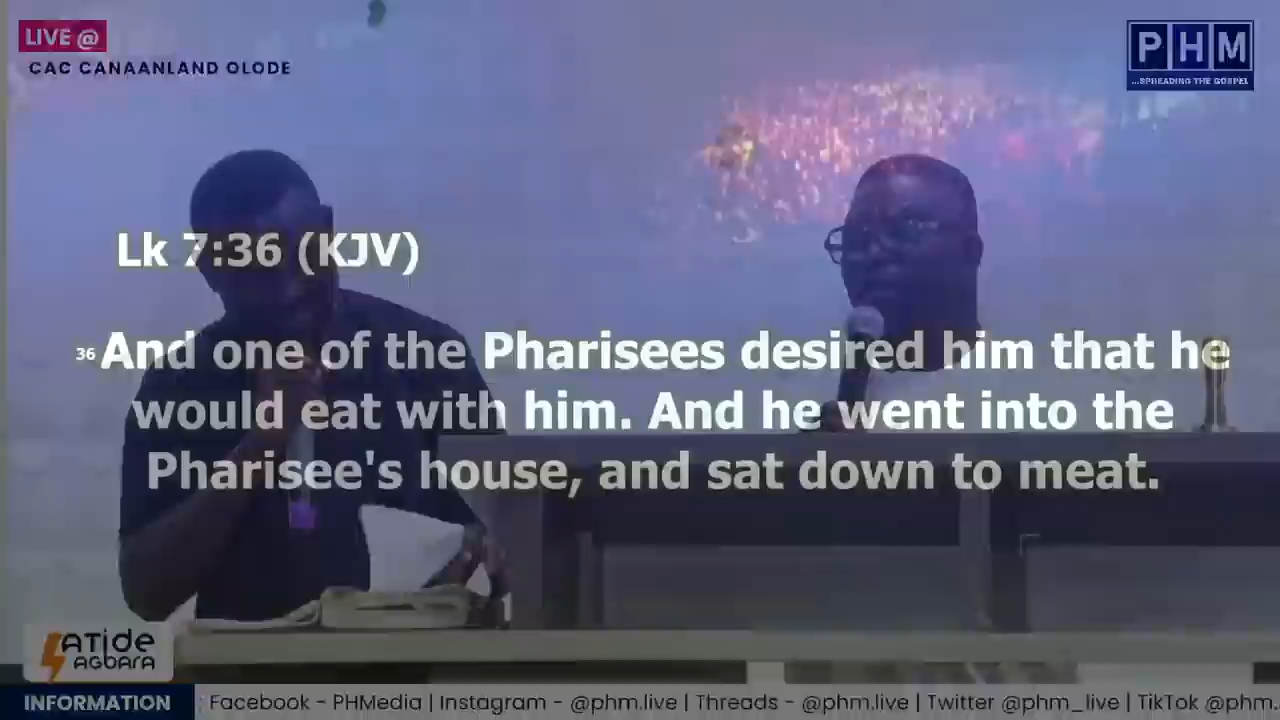 LIVE @
CAC CANAANLAND OLODE
PHM
...SPREADING THE GOSPEL
Lk 7:36 (KJV)
36 And one of the Pharisees desired him that he
would eat with him. And he went into the
Pharisee's house, and sat down to meat.
ATide
AGbara
INFORMATION
Facebook - PHMedia | Instagram - @phm.live | Threads - @phm.live | Twitter @phm_live | TikTok @phm.